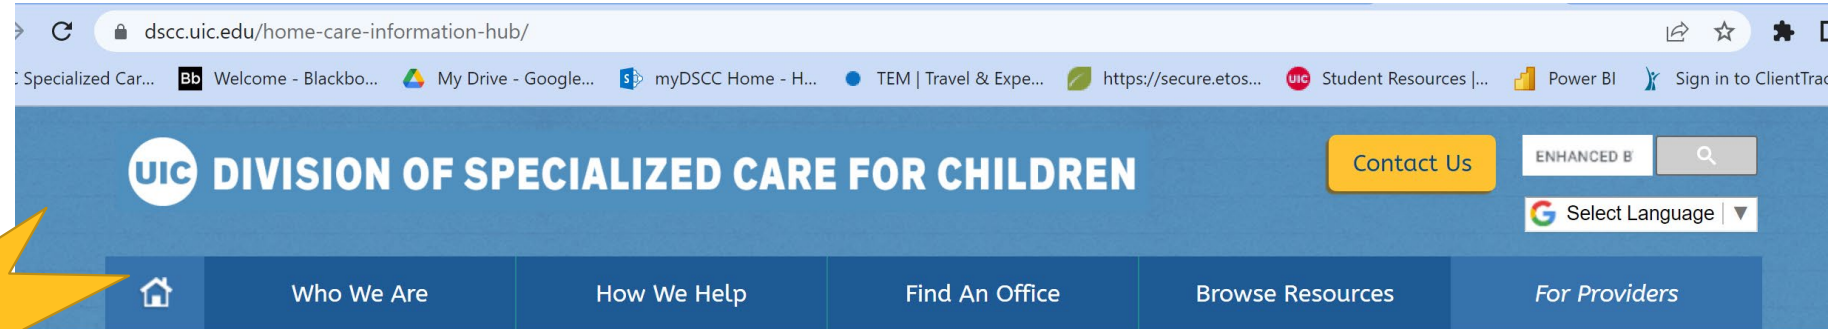 dscc.uic.edu/home-care-information-hub/
Specialized Car... Bb Welcome - Blackbo... My Drive - Google... S myDSCC Home - H... TEM | Travel & Expe... https://secure.etos... UIC Student Resources |... Power BI Sign in to ClientTrac
UIC DIVISION OF SPECIALIZED CARE FOR CHILDREN
Contact Us
ENHANCED B
G Select Language ▼
Who We Are How We Help Find An Office Browse Resources For Providers